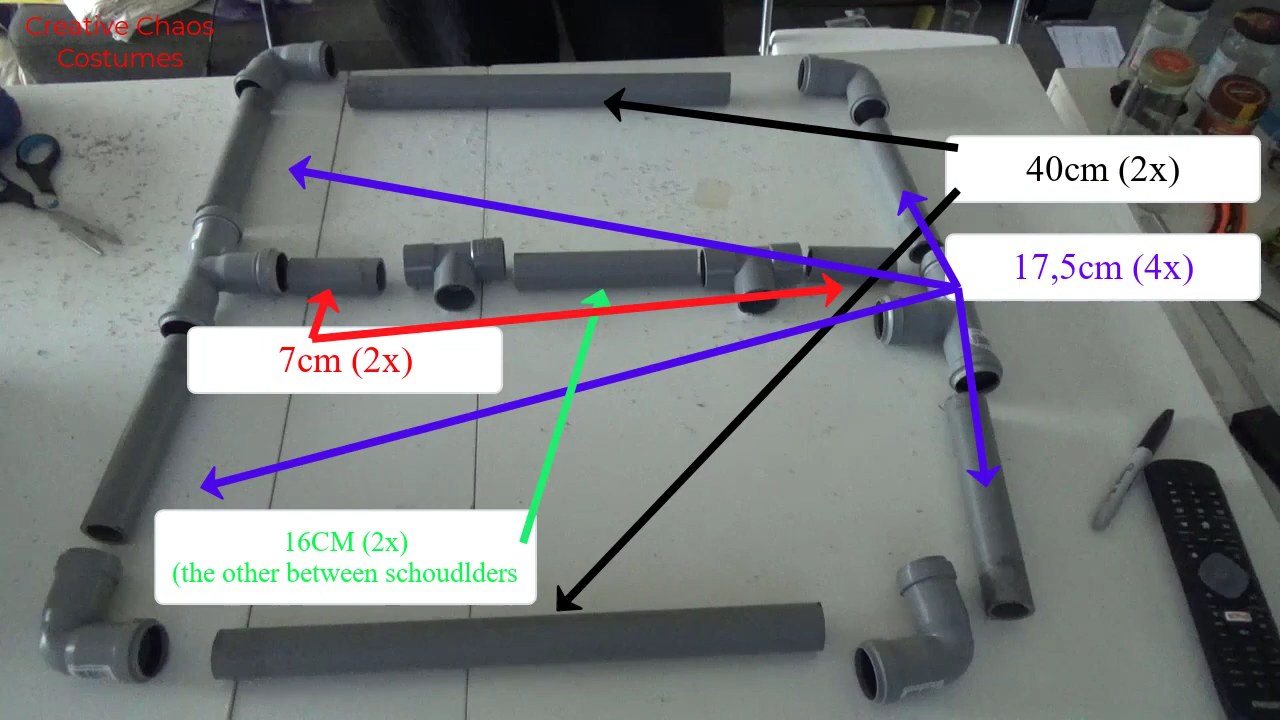 Creative Chaos
Costumes
40cm (2x)
17,5cm (4x)
7cm (2x)
16CM (2x)
(the other between schoudlders